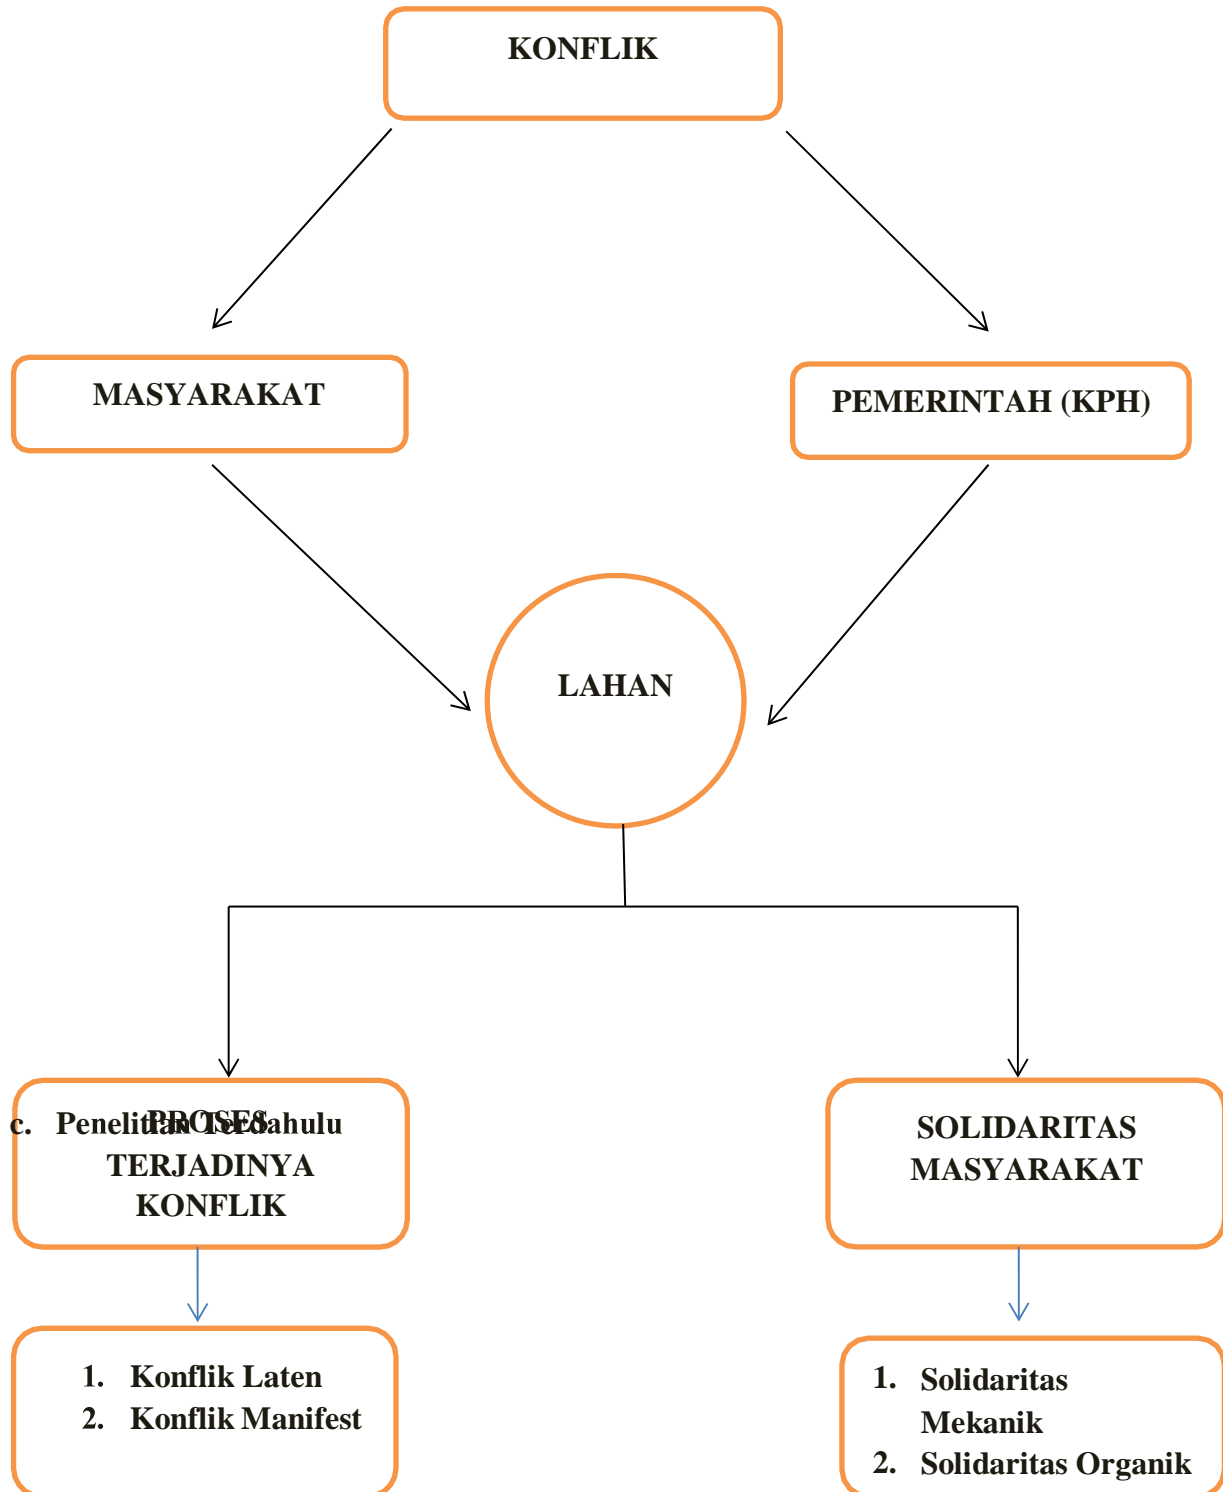 KONFLIK
MASYARAKAT
PEMERINTAH (KPH)
LAHAN
c. Penelitian Terdahulu
PROSES
TERJADINYA
KONFLIK
SOLIDARITAS
MASYARAKAT
1. Konflik Laten
2. Konflik Manifest
1. Solidaritas
Mekanik
2. Solidaritas Organik